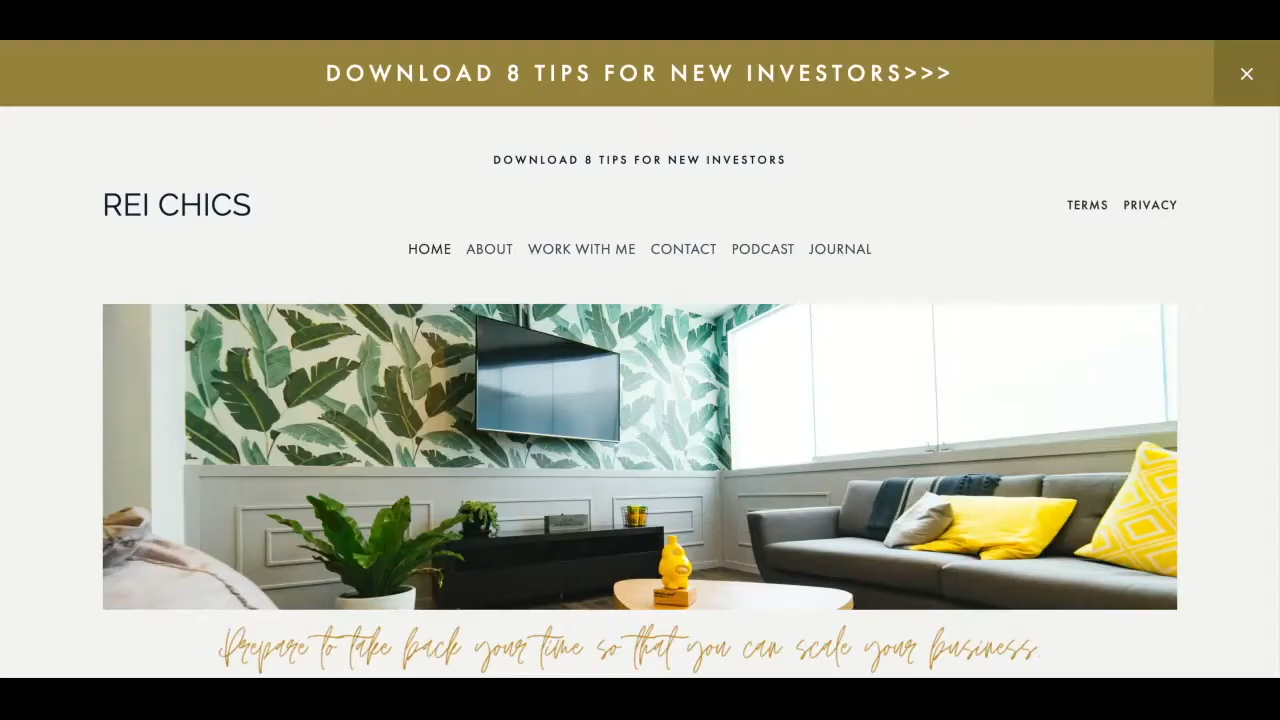 DOWNLOAD 8 TIPS FOR NEW INVESTORS>>>
DOWNLOAD 8 TIPS FOR NEW INVESTORS
REI CHICS
TERMS PRIVACY
HOME ABOUT WORK WITH ME CONTACT PODCAST JOURNAL
Prepare to take back your time so that you can scale your business.